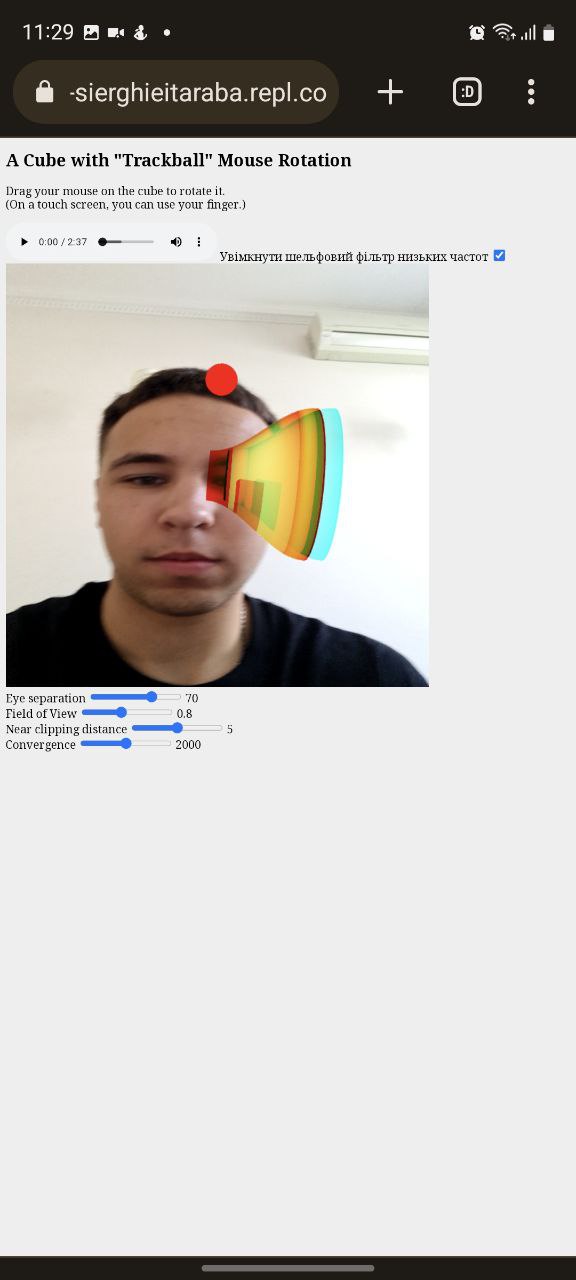 11:29
-sierghieitaraba.repl.co
:D
A Cube with "Trackball" Mouse Rotation
Drag your mouse on the cube to rotate it.
(On a touch screen, you can use your finger.)
0:00 / 2:37
Увімкнути шельфовий фільтр низьких частот
Eye separation 70
Field of View 0.8
Near clipping distance 5
Convergence 2000